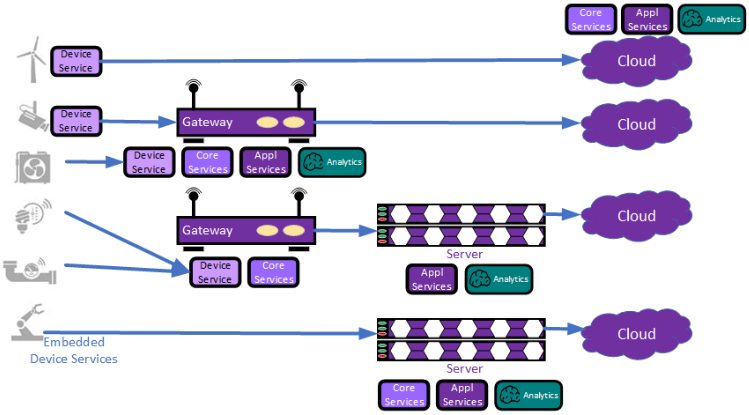 Core
Services
Appl
Services
Analytics
Device
Service
Cloud
Device
Service
Gateway
Cloud
Device
Service
Core
Services
Appl
Services
Analytics
Gateway
Cloud
Server
Device
Service
Core
Services
Appl
Services
Analytics
Cloud
Embedded
Device Services
Server
Core
Services
Appl
Services
Analytics